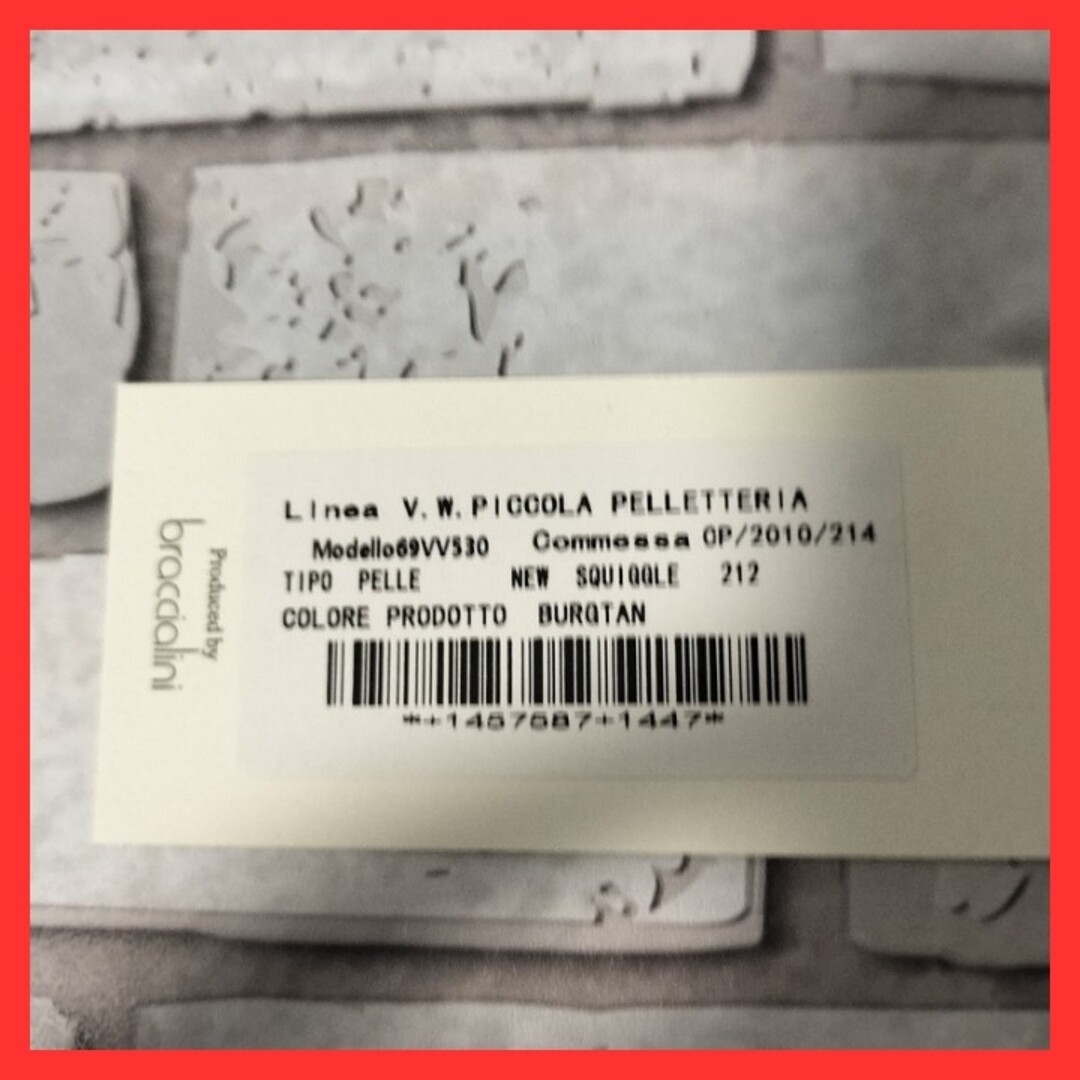 Linea V.W.PICCOLA PELLETTERIA
Modello69VV530 Commessa OP/2010/214
TIPO PELLE NEW SQUIGGLE 212
COLORE PRODOTTO BURGTAN
*+1457587+1447*
Produced by
braccialini